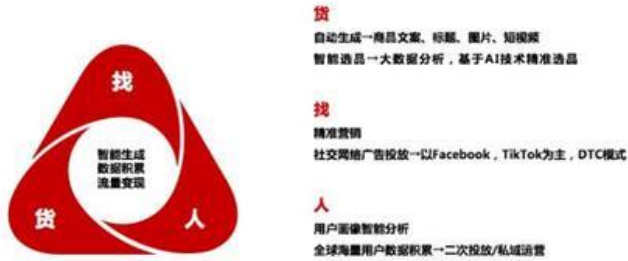 找
智能生成
数据积累
流量变现
货
人
货
自动生成→商品文案、标题、图片、短视频
智能选品→大数据分析，基于AI技术精准选品
找
精准营销
社交网络广告投放→以Facebook，TikTok为主，DTC模式
人
用户画像智能分析
全球海量用户数据积累→二次投放/私域运营